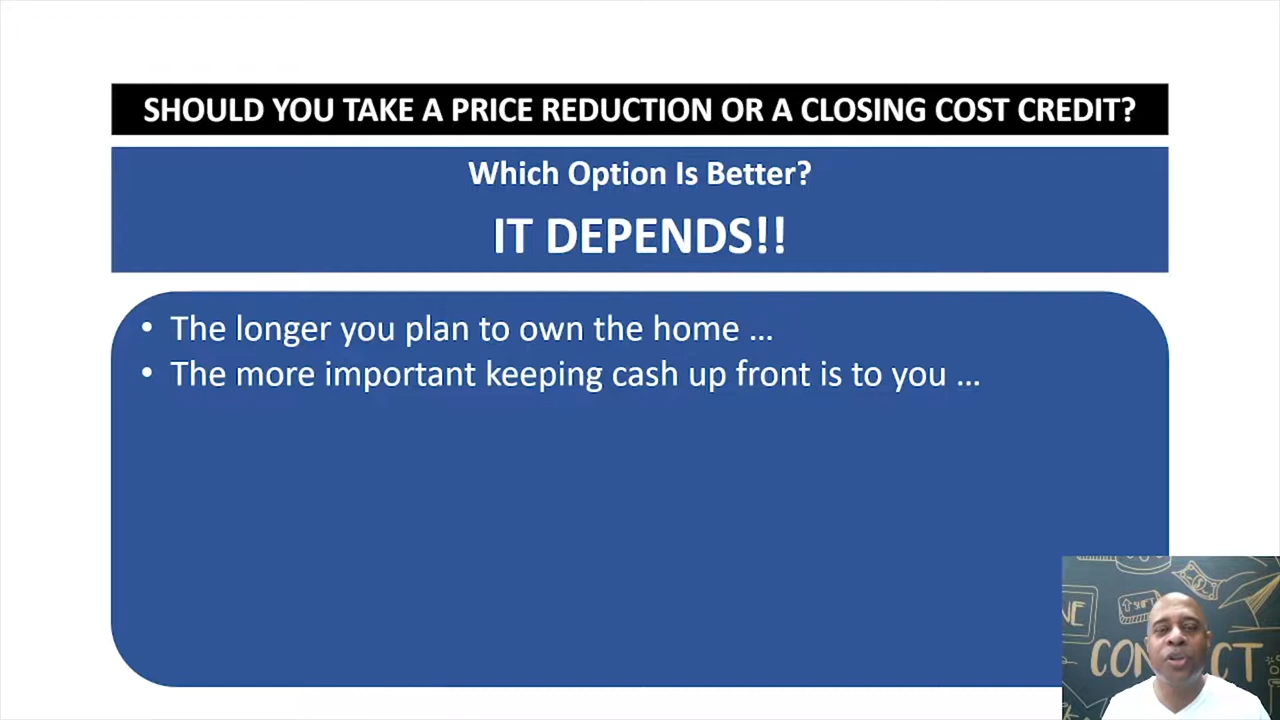 SHOULD YOU TAKE A PRICE REDUCTION OR A CLOSING COST CREDIT?
Which Option Is Better?
IT DEPENDS!!
• The longer you plan to own the home ...
• The more important keeping cash up front is to you ...
SHIFT